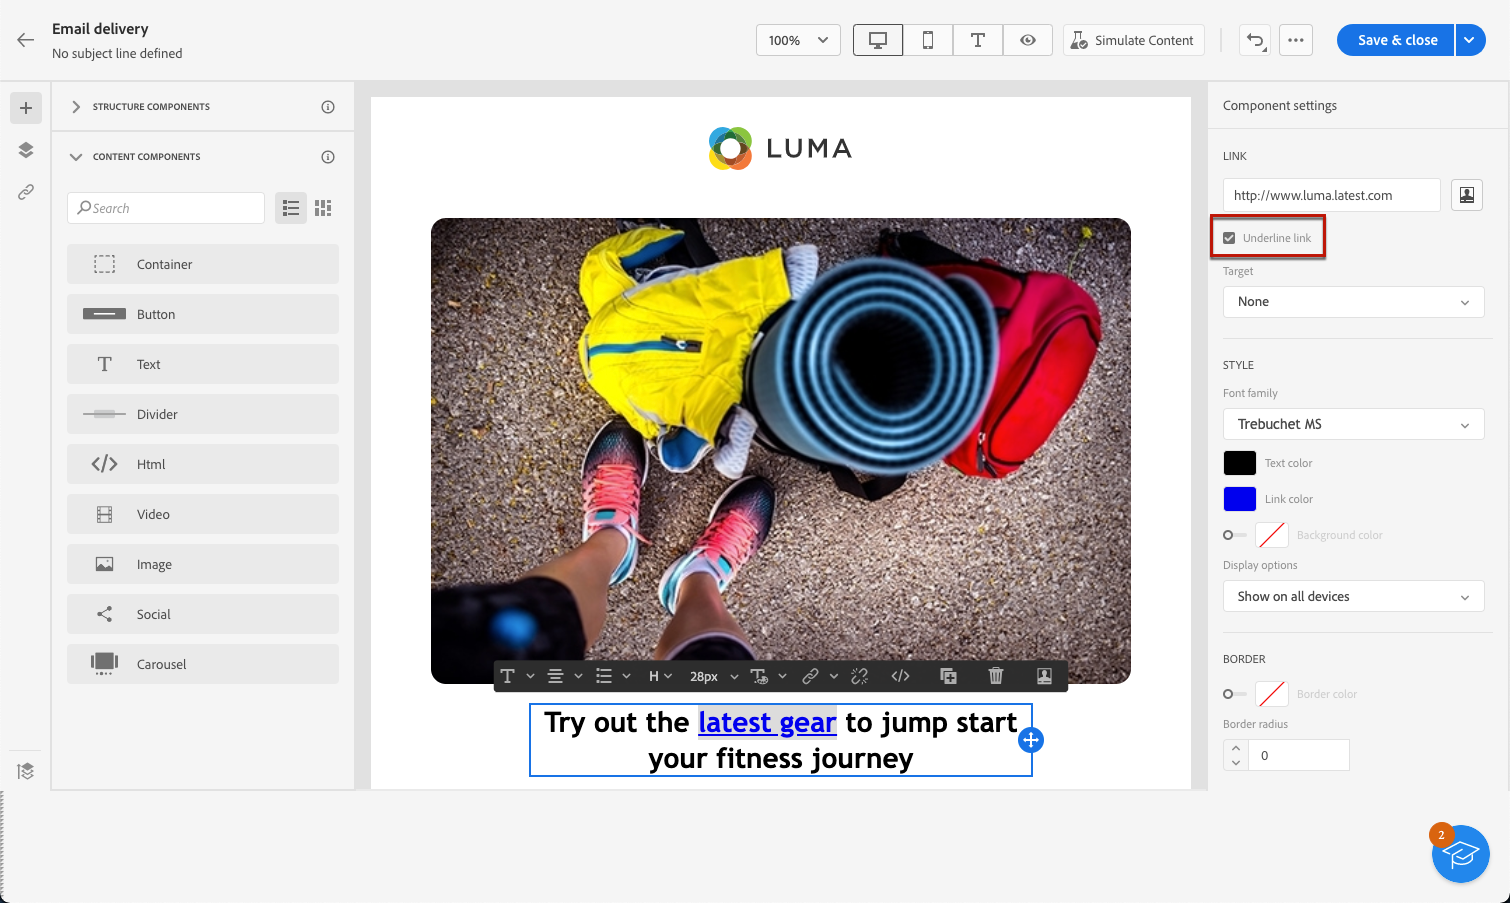 Email delivery
No subject line defined
100%
Simulate Content
Save & close
STRUCTURE COMPONENTS
CONTENT COMPONENTS
Search
Container
Button
Text
Divider
Html
Video
Image
Social
Carousel
LUMA
H
28px
Try out the latest gear to jump start
your fitness journey
Component settings
LINK
http://www.luma.latest.com
Underline link
Target
None
STYLE
Font family
Trebuchet MS
Text color
Link color
Background color
Display options
Show on all devices
BORDER
Border color
Border radius
0
2